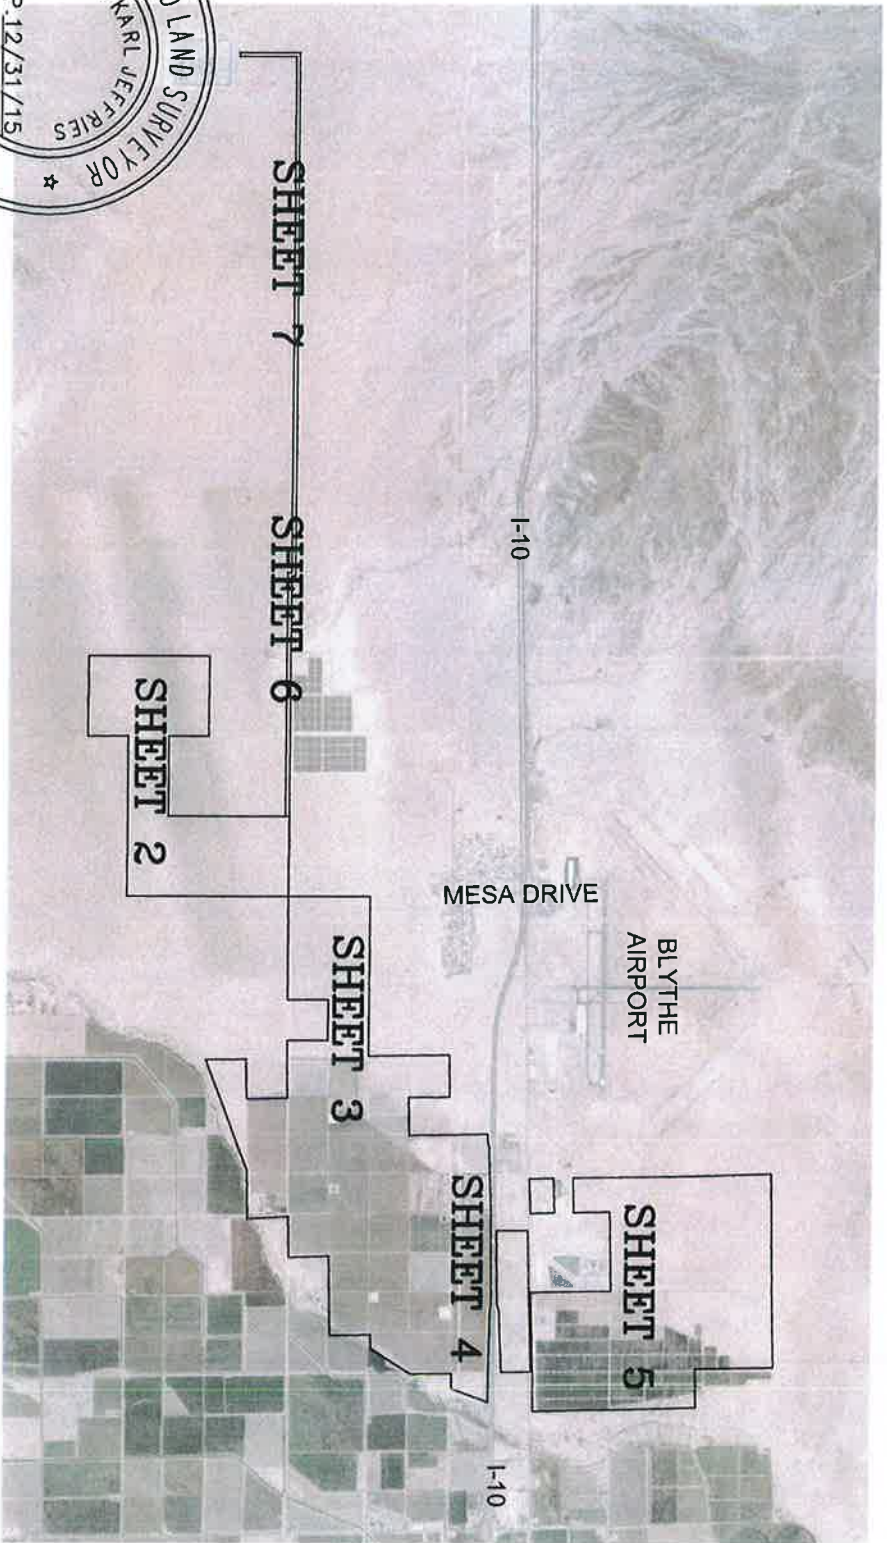 D LAND SURVEYOR
KARL JEFFRIES
P.12/31/15
SHEET 7
SHEET 6
I-10
SHEET 2
MESA DRIVE
BLYTHE
AIRPORT
SHEET 3
SHEET 4
SHEET 5
I-10